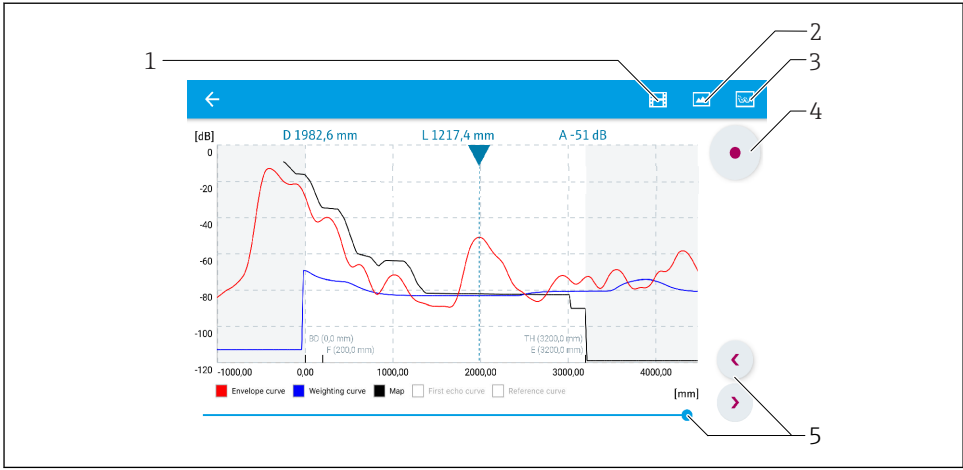 1
2
3
4
[dB]
D 1982,6 mm
L 1217,4 mm
A -51 dB
0
-20
-40
-60
-80
-100
-120
BD (0,0 mm)
F (200,0 mm)
TH (3200,0 mm)
E (3200,0 mm)
-1000,00
0,00
1000,00
2000,00
3000,00
4000,00
Envelope curve
Weighting curve
Map
First echo curve
Reference curve
[mm]
5